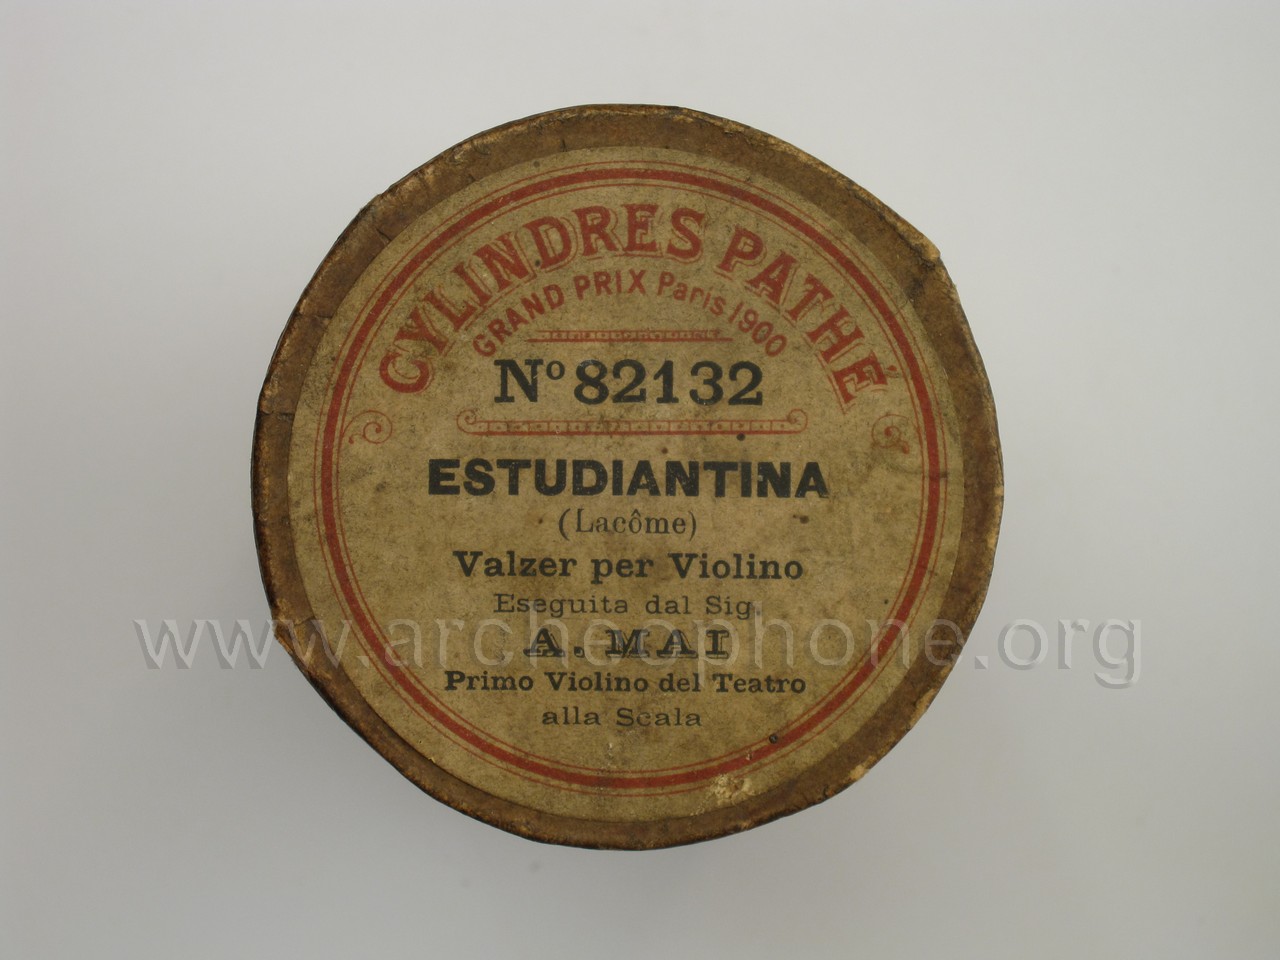 CYLINDRES PATHÉ
GRAND PRIX Paris 1900
Nº 82132
ESTUDIANTINA
(Lacôme)
Valzer per Violino
Eseguita dal Sig.
A. MAI
www.archeophone.org
Primo Violino del Teatro
alla Scala